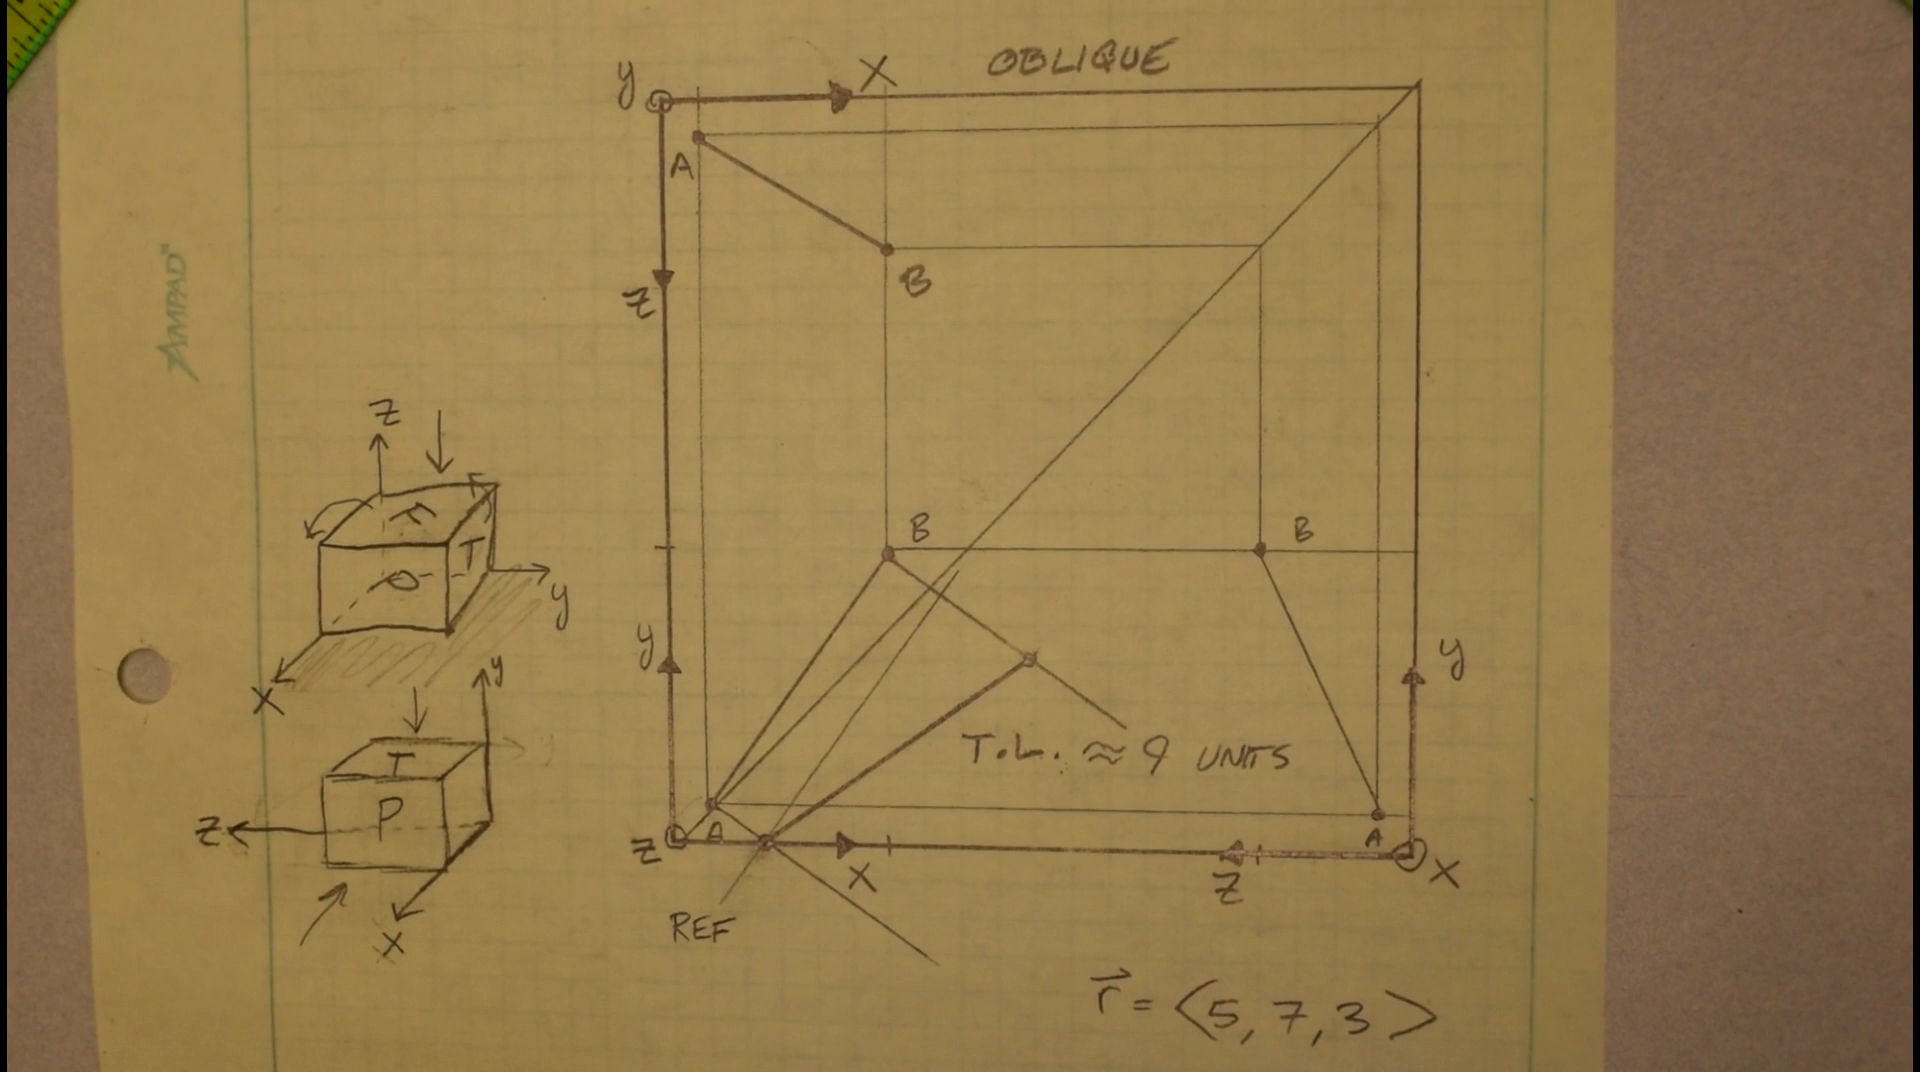 OBLIQUE
y
X
A
B
Z
AMPAD
Z
y
X
T
O
B
B
y
y
y
Z
T
P
X
T.L. ≈ 9 UNITS
Z
A
X
A
Z
X
REF
r⃗ = <5, 7, 3>